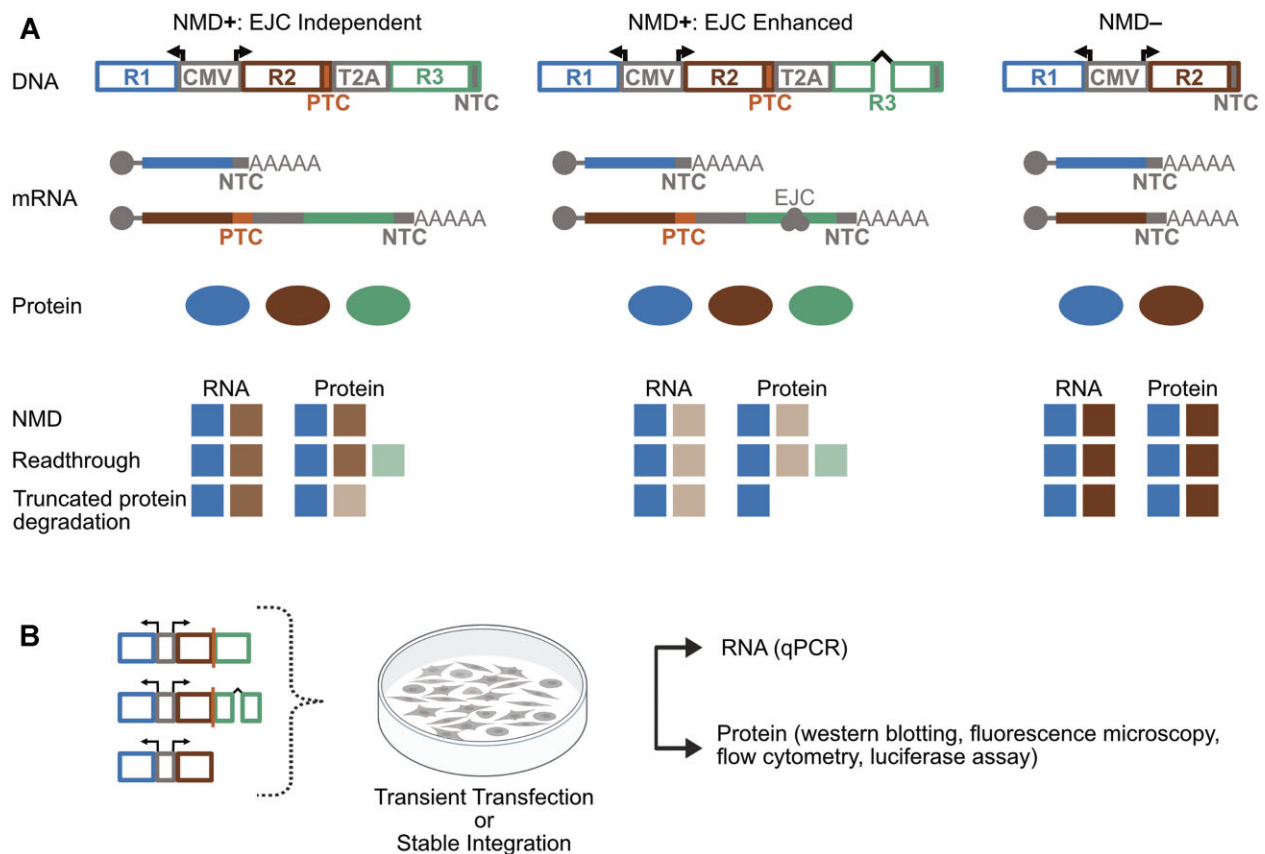 A
NMD+: EJC Independent
NMD+: EJC Enhanced
NMD–
DNA
R1 CMV R2 T2A R3
PTC NTC
R1 CMV R2 T2A
PTC R3
R1 CMV R2
NTC
mRNA
AAAAA
NTC
AAAAA
PTC NTC
AAAAA
NTC
EJC
AAAAA
PTC NTC
AAAAA
NTC
AAAAA
NTC
Protein
RNA Protein
RNA Protein
RNA Protein
NMD
Readthrough
Truncated protein
degradation
B
Transient Transfection
or
Stable Integration
RNA (qPCR)
Protein (western blotting, fluorescence microscopy,
flow cytometry, luciferase assay)